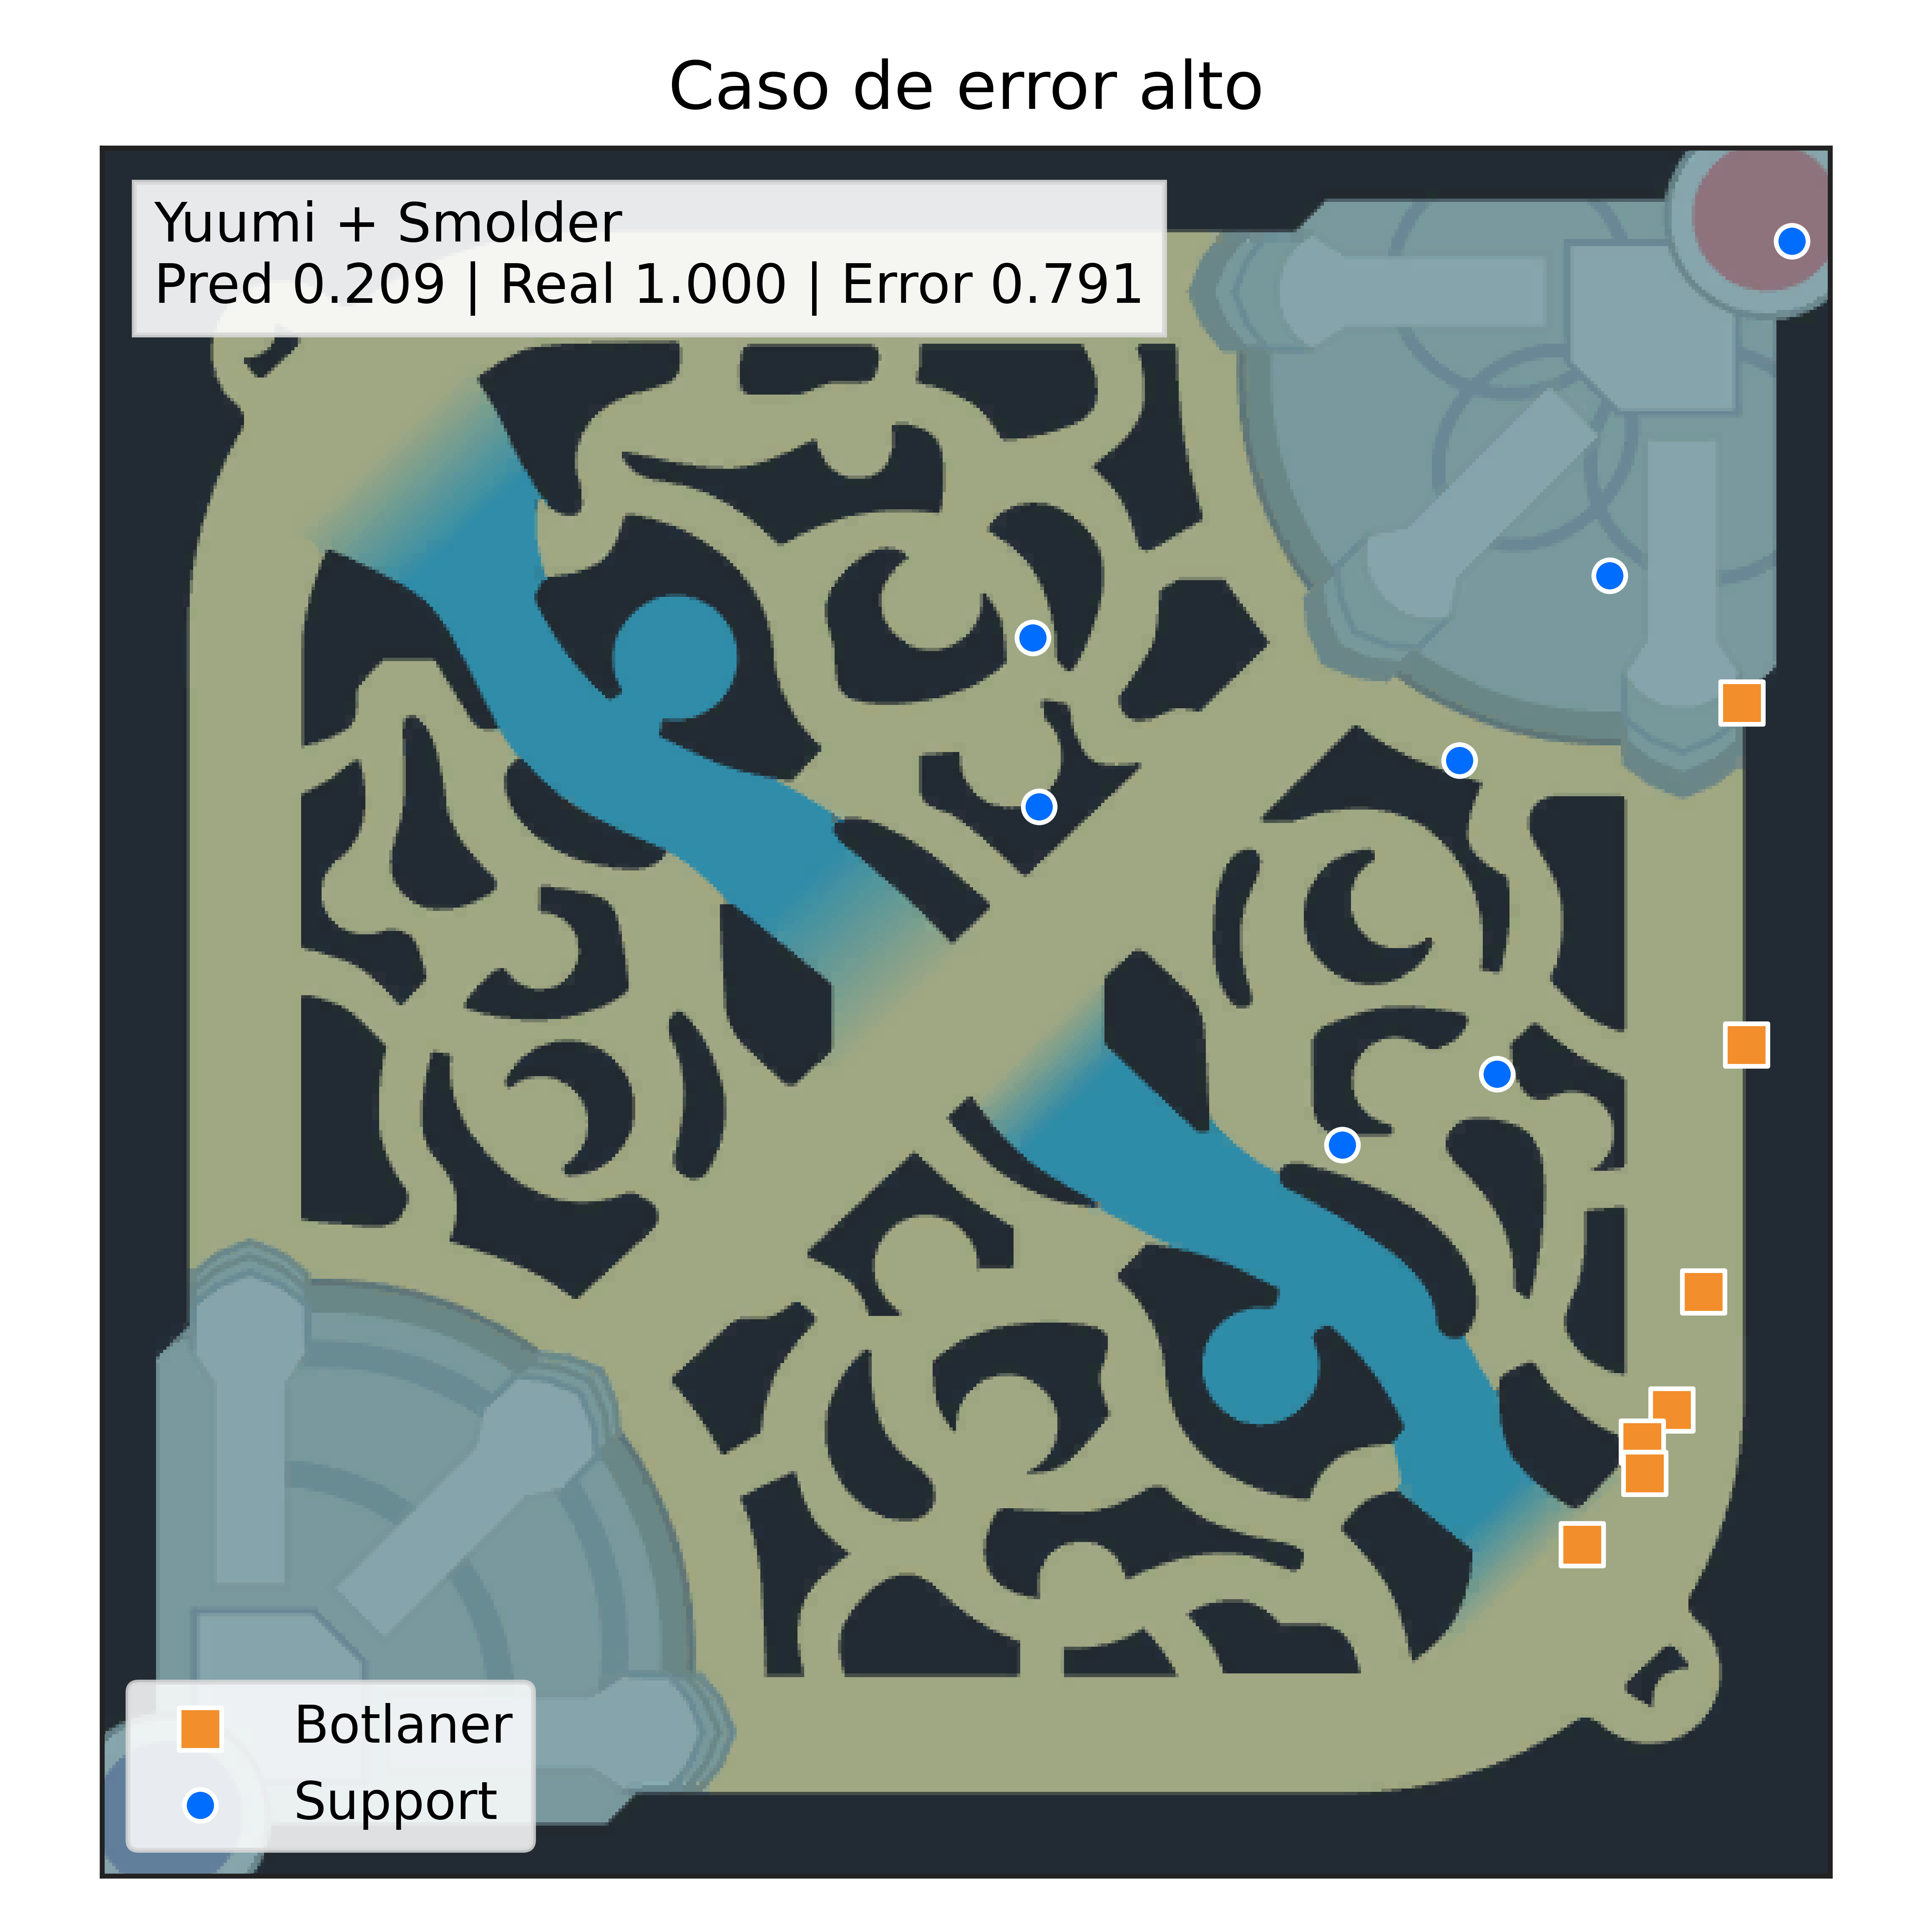 Caso de error alto
Yuumi + Smolder
Pred 0.209 | Real 1.000 | Error 0.791
Botlaner
Support